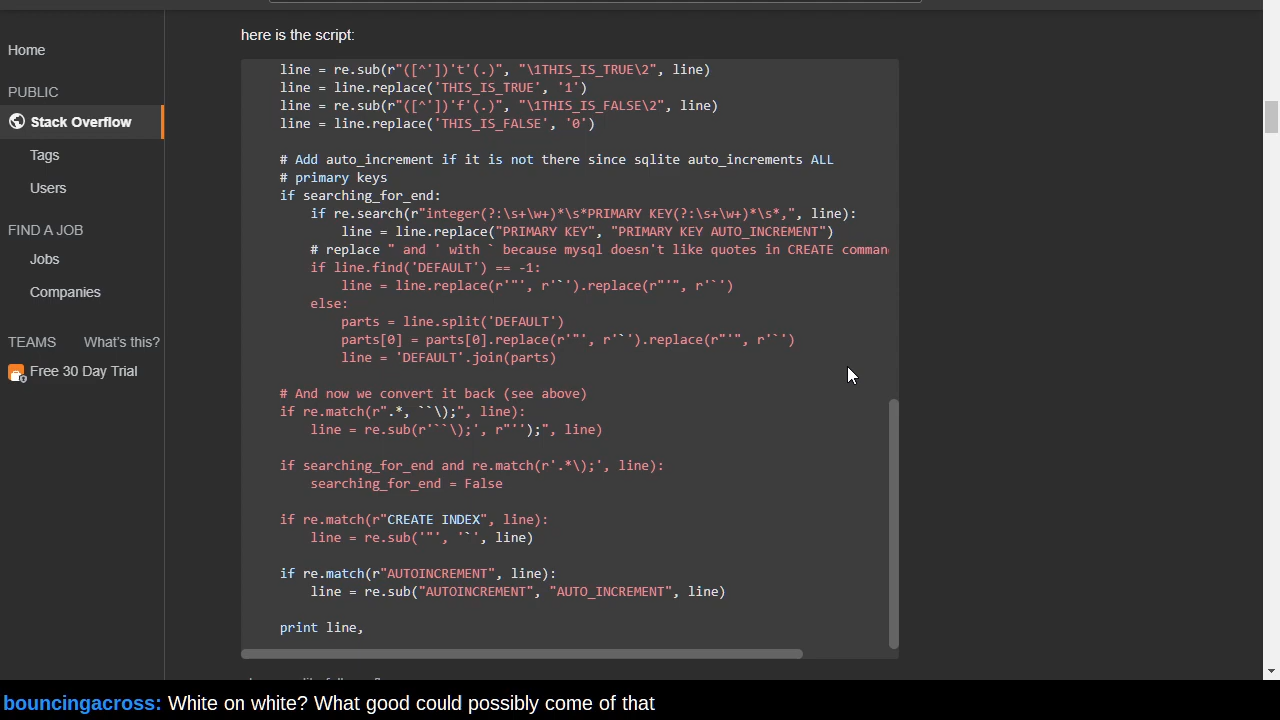 here is the script:
Home
PUBLIC
Stack Overflow
Tags
Users
FIND A JOB
Jobs
Companies
TEAMS What's this?
Free 30 Day Trial
line = re.sub(r"([^'])'t'(.)", "\1THIS_IS_TRUE\2", line)
line = line.replace('THIS_IS_TRUE', '1')
line = re.sub(r"([^'])'f'(.)", "\1THIS_IS_FALSE\2", line)
line = line.replace('THIS_IS_FALSE', '0')
# Add auto_increment if it is not there since sqlite auto_increments ALL
# primary keys
if searching_for_end:
if re.search(r"integer(?:\s+\w+)*\s*PRIMARY KEY(?:\s+\w+)*\s*,", line):
line = line.replace("PRIMARY KEY", "PRIMARY KEY AUTO_INCREMENT")
# replace " and ' with ` because mysql doesn't like quotes in CREATE comman
if line.find('DEFAULT') == -1:
line = line.replace(r'"', r'`').replace(r"'", r'`')
else:
parts = line.split('DEFAULT')
parts[0] = parts[0].replace(r'"', r'`').replace(r"'", r'`')
line = 'DEFAULT'.join(parts)
# And now we convert it back (see above)
if re.match(r".*, ``\);", line):
line = re.sub(r'``\);', r"'');", line)
if searching_for_end and re.match(r'.*\);', line):
searching_for_end = False
if re.match(r"CREATE INDEX", line):
line = re.sub('"', '`', line)
if re.match(r"AUTOINCREMENT", line):
line = re.sub("AUTOINCREMENT", "AUTO_INCREMENT", line)
print line,
bouncingacross: White on white? What good could possibly come of that